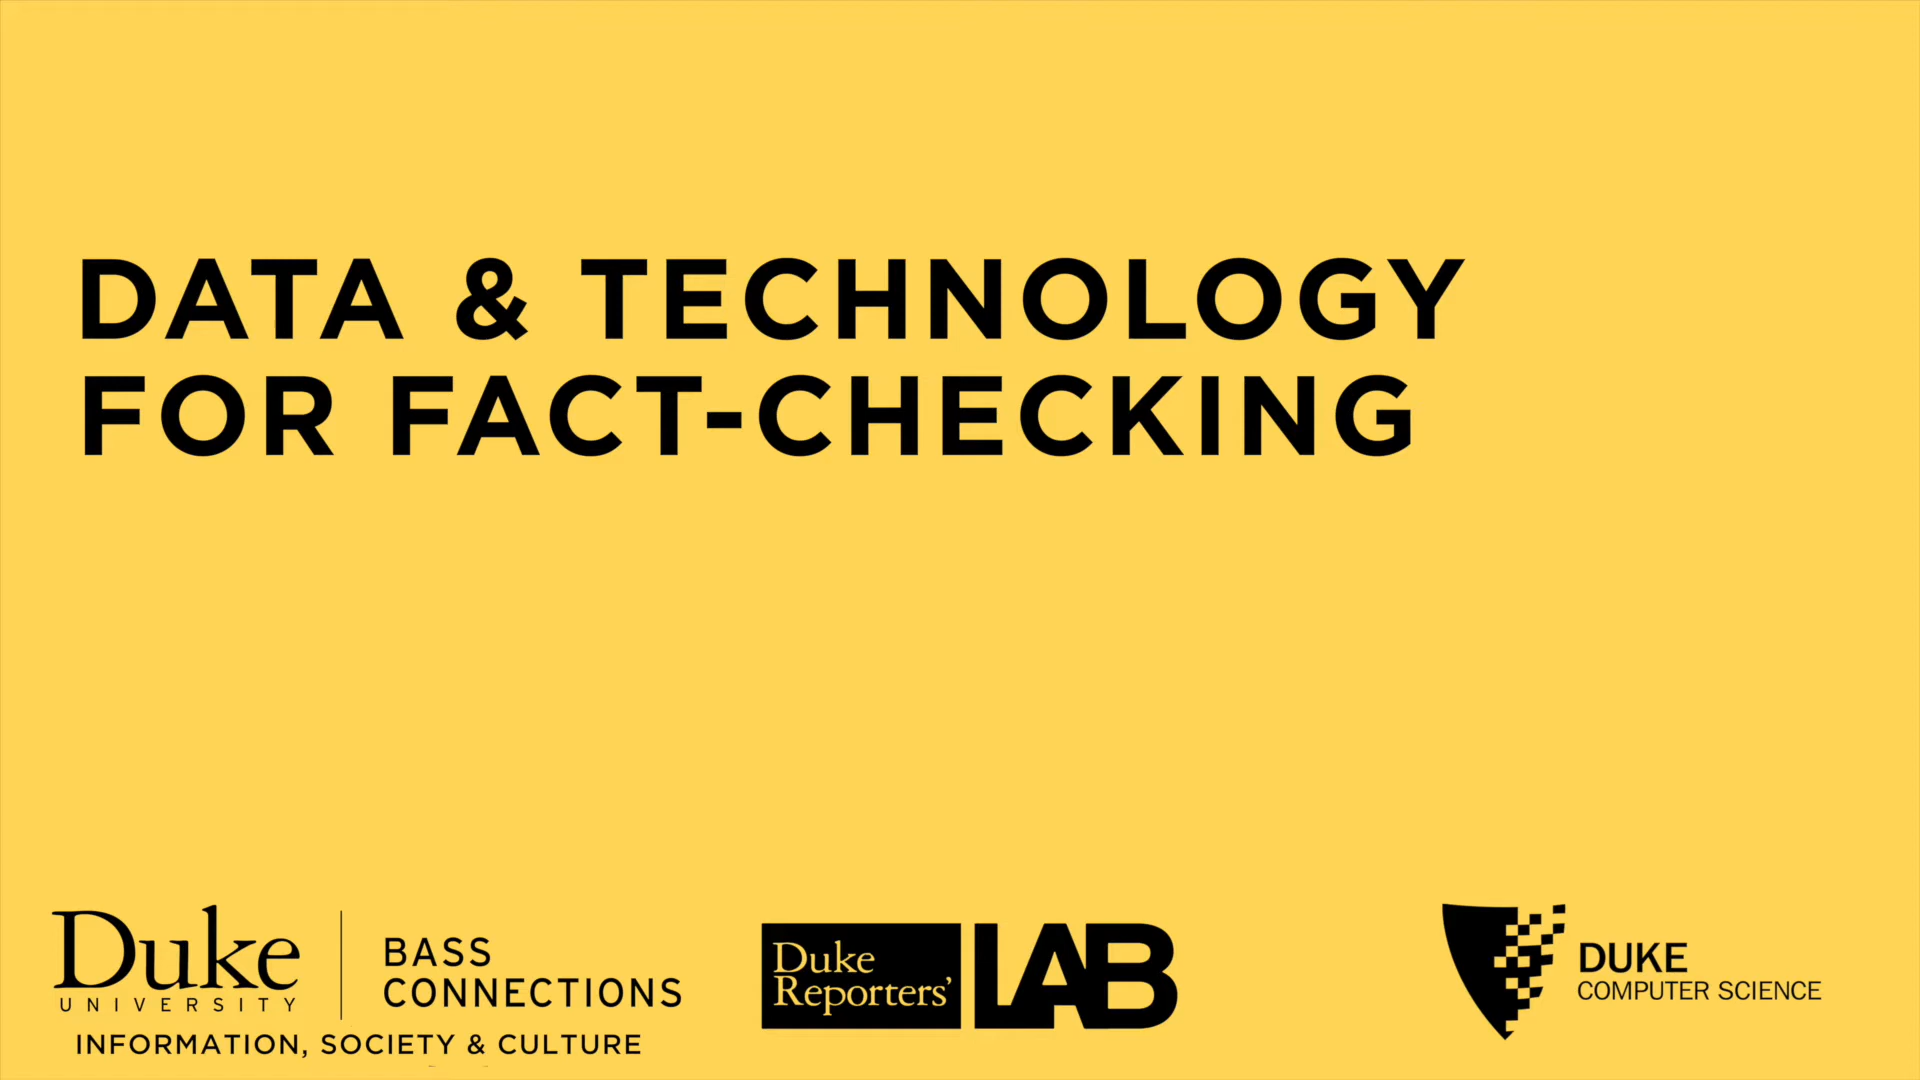 DATA & TECHNOLOGY
FOR FACT-CHECKING
Duke
UNIVERSITY
BASS
CONNECTIONS
INFORMATION, SOCIETY & CULTURE
Duke
Reporters’
LAB
DUKE
COMPUTER SCIENCE